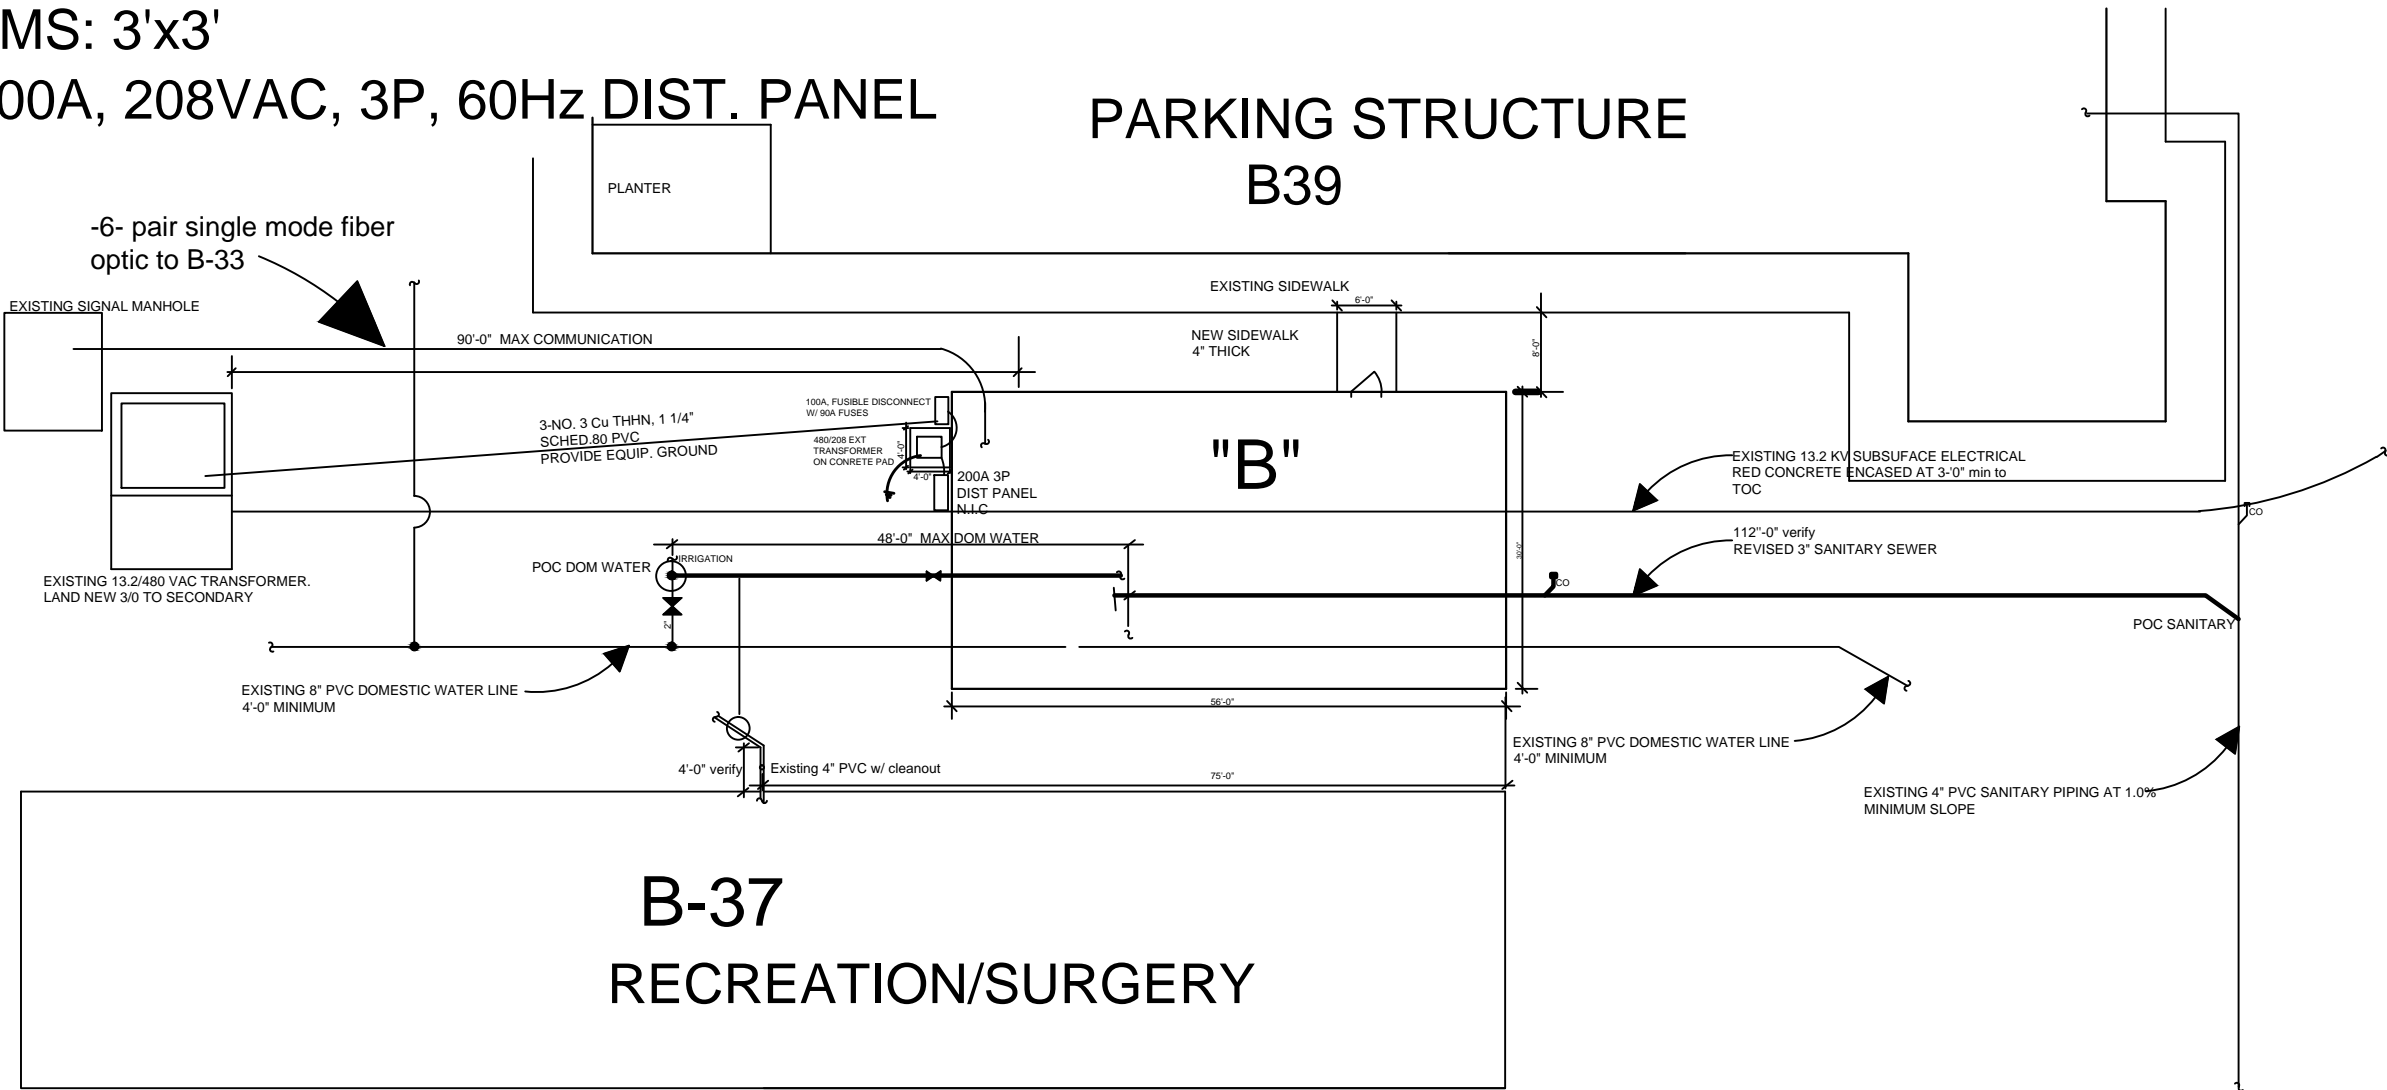 MS: 3'x3'
00A, 208VAC, 3P, 60Hz DIST. PANEL
PARKING STRUCTURE
B39
PLANTER
-6- pair single mode fiber
optic to B-33
EXISTING SIGNAL MANHOLE
90'-0" MAX COMMUNICATION
EXISTING SIDEWALK
6'-0"
NEW SIDEWALK
4" THICK
8'-0"
3-NO. 3 Cu THHN, 1 1/4"
SCHED.80 PVC
PROVIDE EQUIP. GROUND
100A, FUSIBLE DISCONNECT
W/ 90A FUSES
480/208 EXT
TRANSFORMER
ON CONRETE PAD
4'-0"
4'-0"
200A 3P
DIST PANEL
N.I.C
"B"
EXISTING 13.2 KV SUBSUFACE ELECTRICAL
RED CONCRETE ENCASED AT 3-'0" min to
TOC
CO
48'-0" MAX DOM WATER
112"-0" verify
REVISED 3" SANITARY SEWER
30'-0"
IRRIGATION
POC DOM WATER
CO
EXISTING 13.2/480 VAC TRANSFORMER.
LAND NEW 3/0 TO SECONDARY
2"
POC SANITARY
EXISTING 8" PVC DOMESTIC WATER LINE
4'-0" MINIMUM
56'-0"
EXISTING 8" PVC DOMESTIC WATER LINE
4'-0" MINIMUM
4'-0" verify
Existing 4" PVC w/ cleanout
75'-0"
EXISTING 4" PVC SANITARY PIPING AT 1.0%
MINIMUM SLOPE
B-37
RECREATION/SURGERY